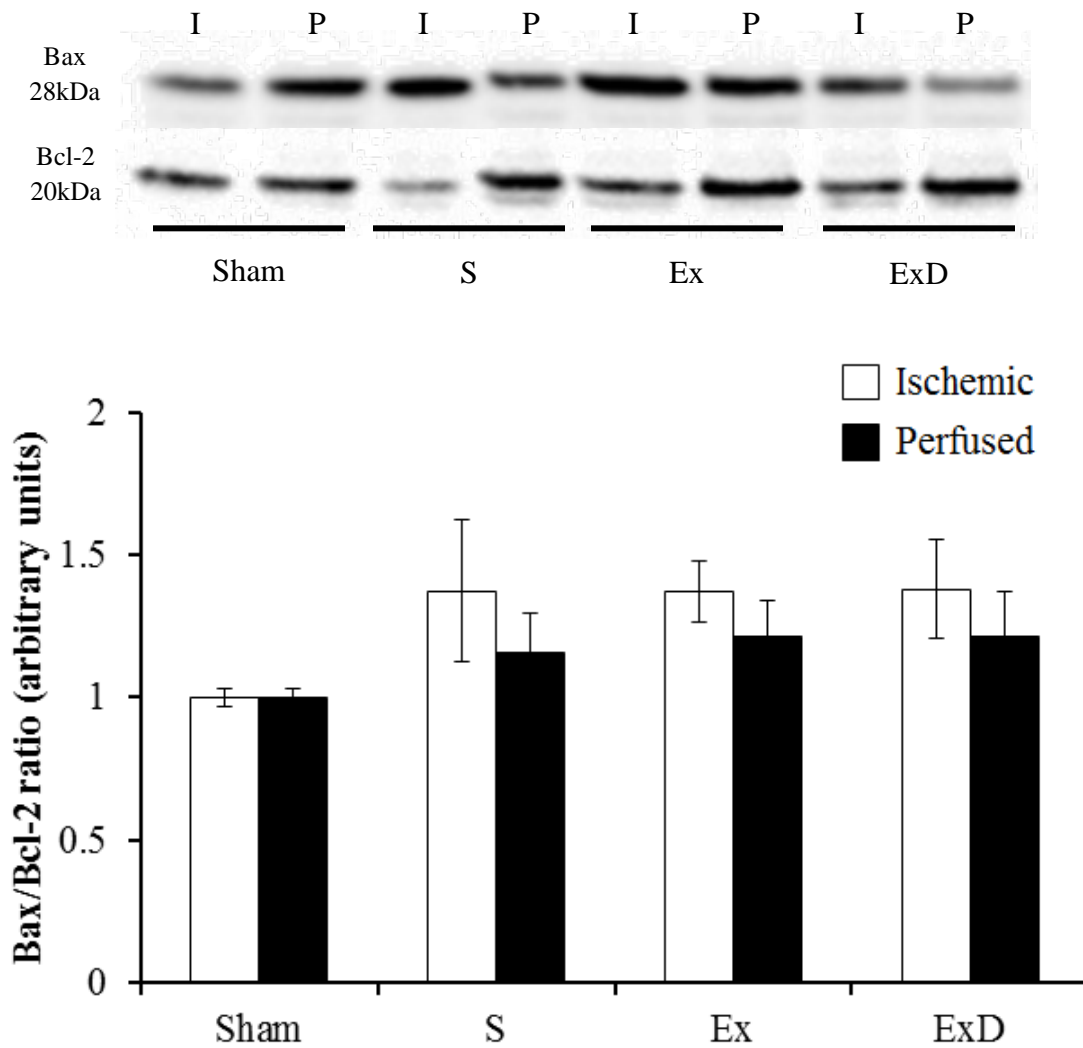 I P I P I P I P
Bax
28kDa
Bcl-2
20kDa
Sham S Ex ExD
Ischemic
Perfused
Bax/Bcl-2 ratio (arbitrary units)
2
1.5
1
0.5
0
Sham S Ex ExD